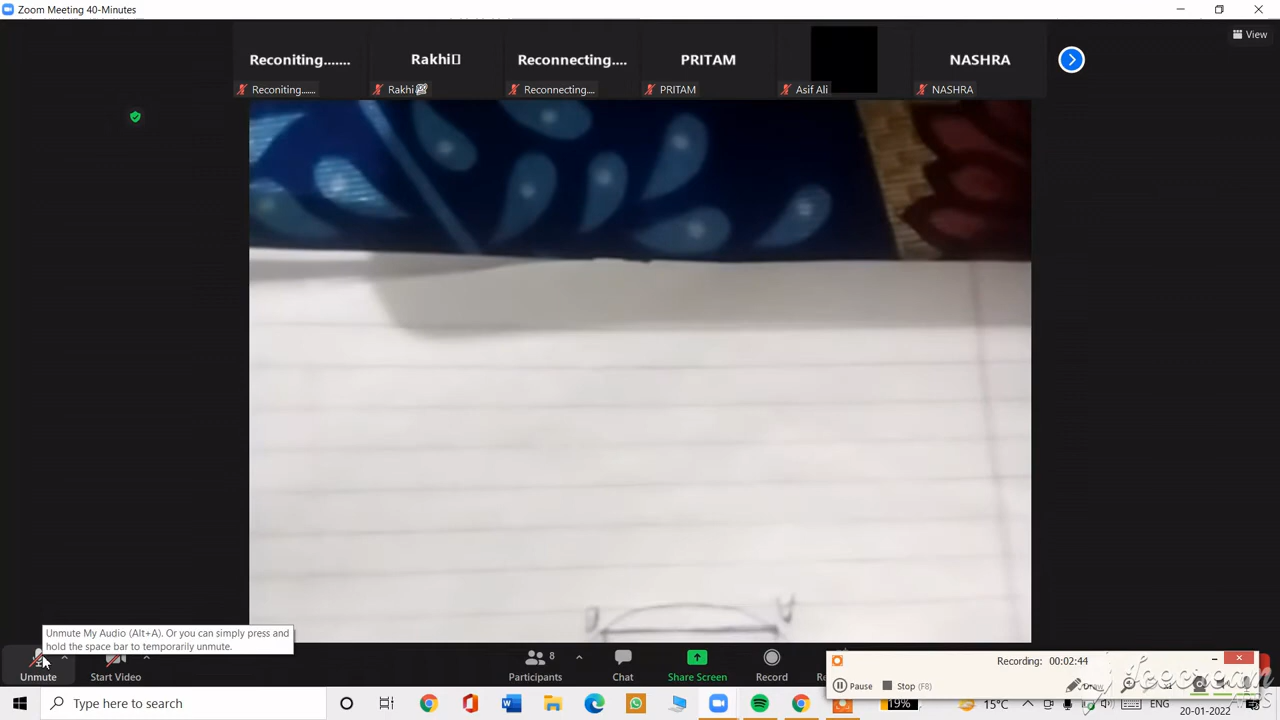 Zoom Meeting 40-Minutes
View
Reconiting.......
Rakhi
Reconnecting....
PRITAM
NASHRA
Reconiting......
Rakhi
Reconnecting....
PRITAM
Asif Ali
NASHRA
Unmute My Audio (Alt+A). Or you can simply press and
hold the space bar to temporarily unmute.
Unmute
Start Video
8
Participants
Chat
Share Screen
Record
Recording: 00:02:44
Pause
Stop (F8)
Draw
icecream
APPS
Type here to search
19%
15°C
ENG
20-01-2022